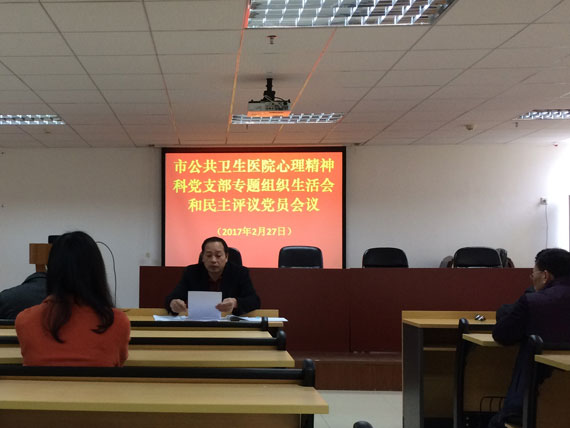 市公共卫生医院心理精神
科党支部专题组织生活会
和民主评议党员会议
（2017年2月27日）